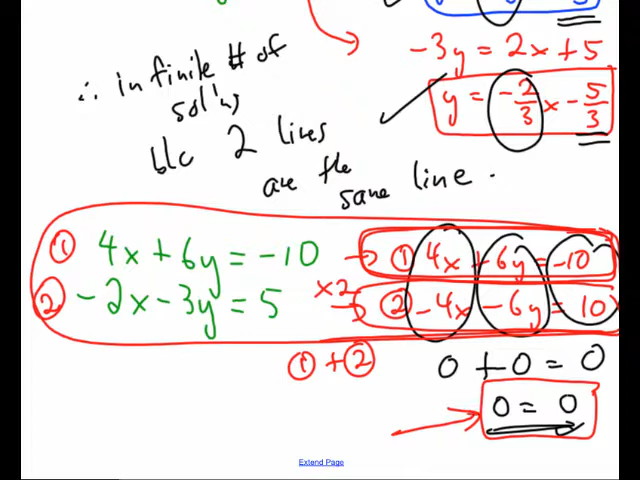 -3y = 2x + 5
y = -2/3 x - 5/3
∴ infinite # of
sol'ns
b/c 2 lines
are the
same line.
① 4x + 6y = -10 → ① 4x + 6y = -10
② -2x - 3y = 5 x2 → ② -4x - 6y = 10
① + ② 0 + 0 = 0
0 = 0
Extend Page